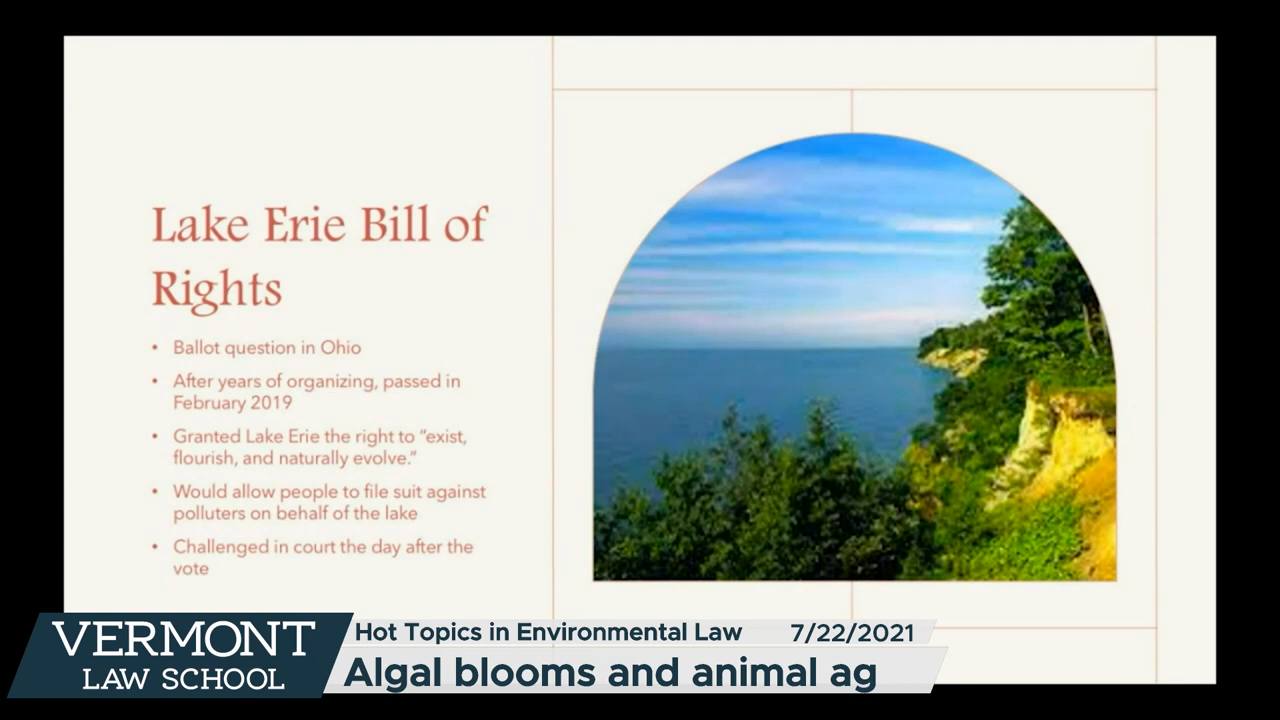 Lake Erie Bill of
Rights
• Ballot question in Ohio
• After years of organizing, passed in
February 2019
• Granted Lake Erie the right to “exist,
flourish, and naturally evolve.”
• Would allow people to file suit against
polluters on behalf of the lake
• Challenged in court the day after the
vote
VERMONT
LAW SCHOOL
Hot Topics in Environmental Law 7/22/2021
Algal blooms and animal ag